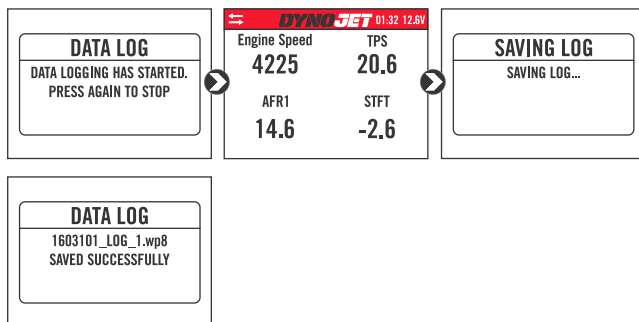 DATA LOG
DATA LOGGING HAS STARTED.
PRESS AGAIN TO STOP
DYNOJET 01:32 12.6V
Engine Speed TPS
4225 20.6
AFR1 STFT
14.6 -2.6
SAVING LOG
SAVING LOG...
DATA LOG
1603101_LOG_1.wp8
SAVED SUCCESSFULLY